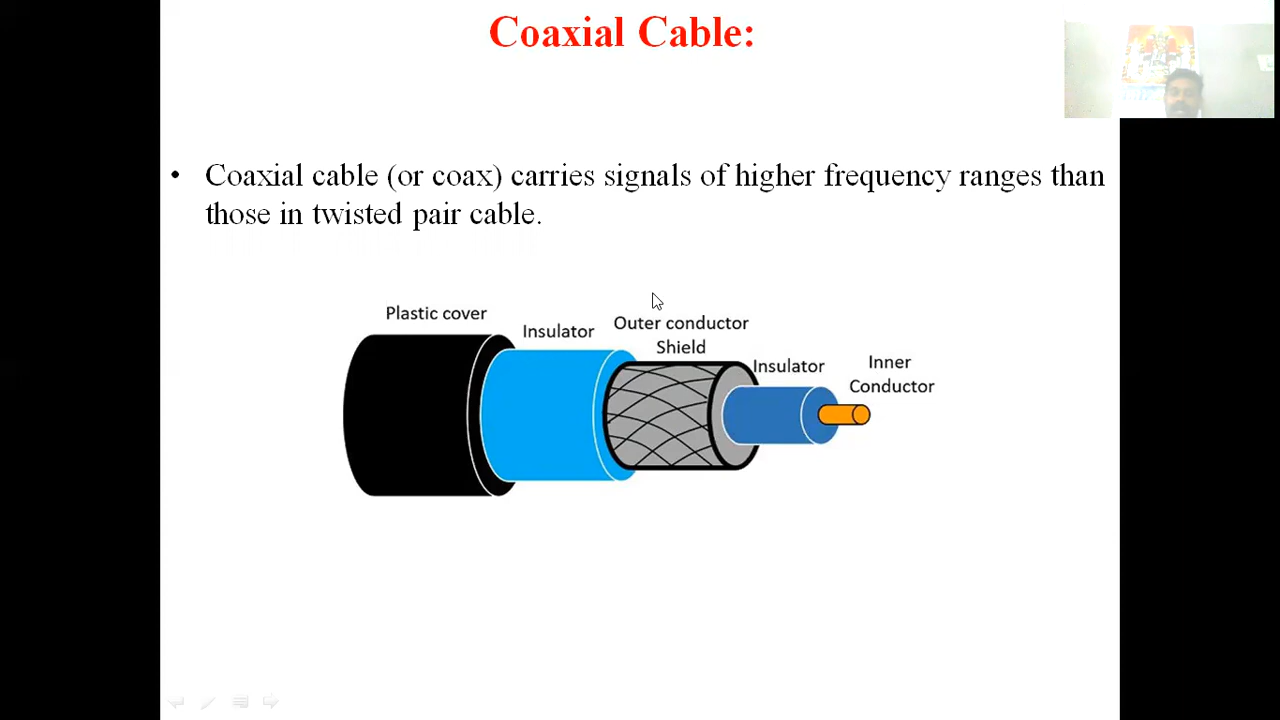 Coaxial Cable:
• Coaxial cable (or coax) carries signals of higher frequency ranges than
those in twisted pair cable.
Plastic cover
Insulator
Outer conductor
Shield
Insulator
Inner
Conductor